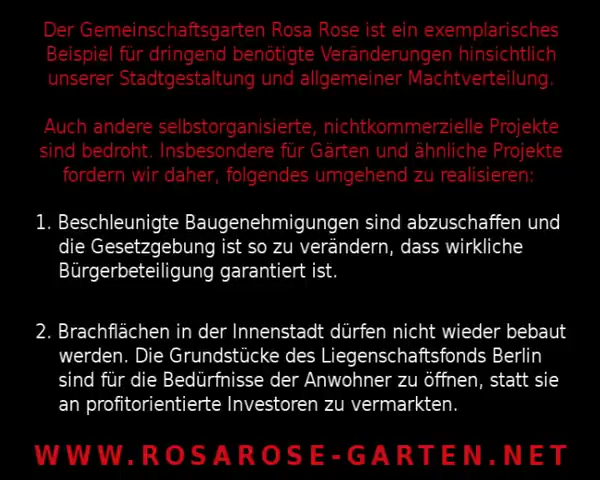 Der Gemeinschaftsgarten Rosa Rose ist ein exemplarisches
Beispiel für dringend benötigte Veränderungen hinsichtlich
unserer Stadtgestaltung und allgemeiner Machtverteilung.
Auch andere selbstorganisierte, nichtkommerzielle Projekte
sind bedroht. Insbesondere für Gärten und ähnliche Projekte
fordern wir daher, folgendes umgehend zu realisieren:
1. Beschleunigte Baugenehmigungen sind abzuschaffen und
die Gesetzgebung ist so zu verändern, dass wirkliche
Bürgerbeteiligung garantiert ist.
2. Brachflächen in der Innenstadt dürfen nicht wieder bebaut
werden. Die Grundstücke des Liegenschaftsfonds Berlin
sind für die Bedürfnisse der Anwohner zu öffnen, statt sie
an profitorientierte Investoren zu vermarkten.
WWW.ROSAROSE-GARTEN.NET